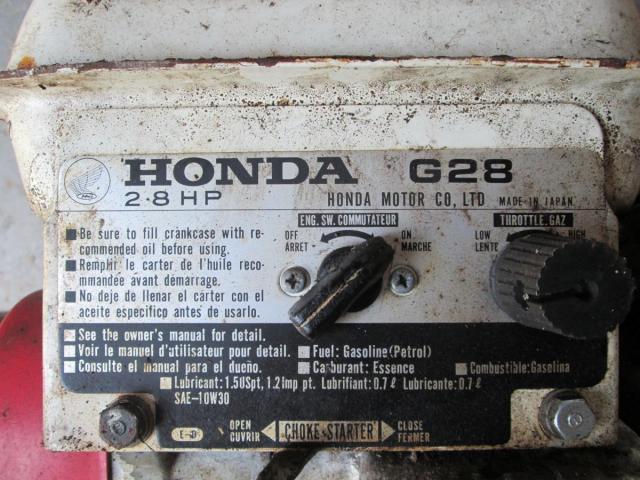 HONDA G28
2·8 HP HONDA MOTOR CO, LTD MADE IN JAPAN
ENG. SW. COMMUTATEUR THROTTLE. GAZ
OFF ON LOW HIGH
ARRET MARCHE LENTE
Be sure to fill crankcase with re-
commended oil before using.
Remplir le carter de l'huile reco-
mmandée avant démarrage.
No deje de llenar el carter con el
aceite especifico antes de usarlo.
See the owner's manual for detail.
Voir le manuel d'utilisateur pour detail.
Consulte el manual para el dueño.
Fuel: Gasoline(Petrol)
Carburant: Essence Combustible:Gasolina
Lubricant: 1.5USpt, 1.2Imp pt. Lubrifiant: 0.7ℓ Lubricante: 0.7ℓ
SAE-10W30
OPEN CHOKE-STARTER CLOSE
OUVRIR FERMER